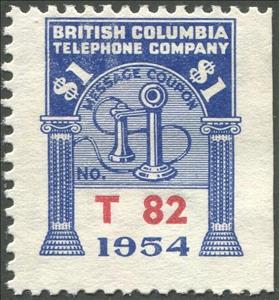 BRITISH COLUMBIA
TELEPHONE COMPANY
$1 $1
MESSAGE COUPON
NO.
T 82
1954